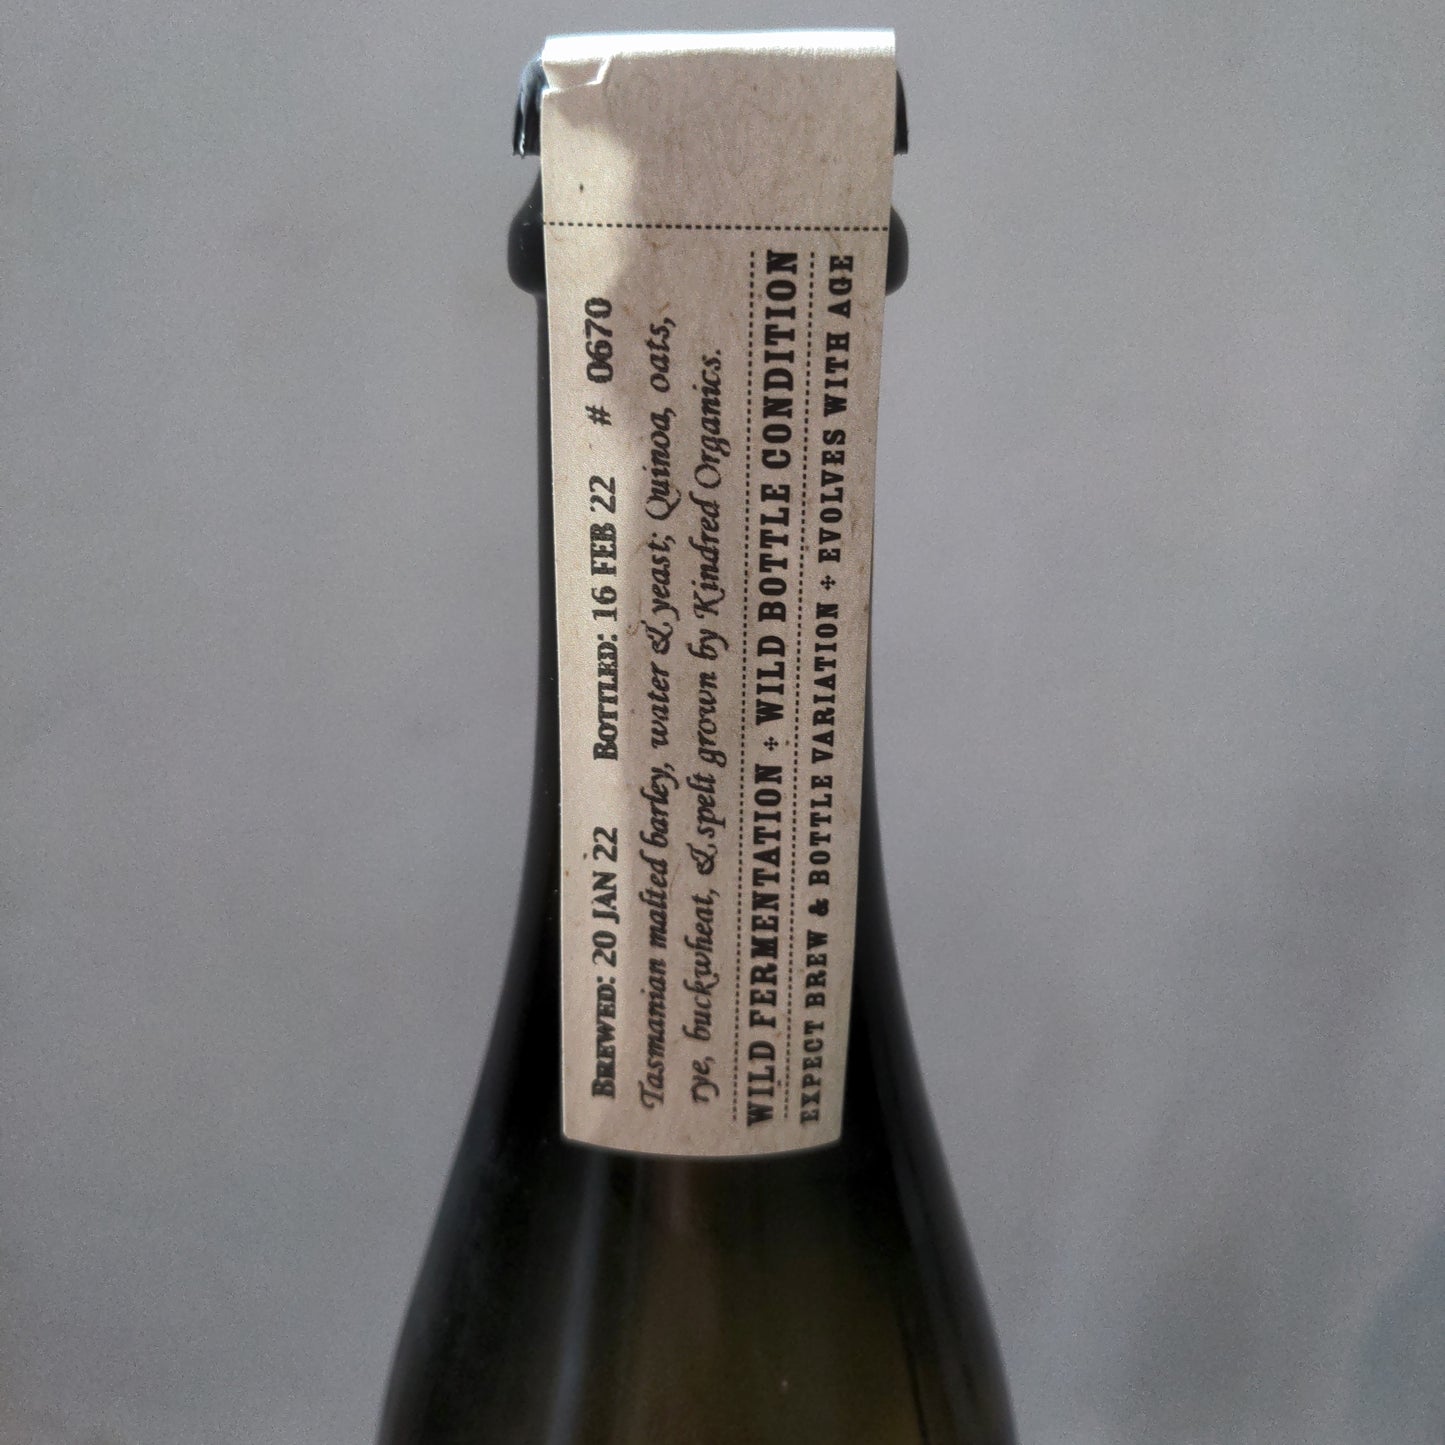 BREWED: 20 JAN 22 BOTTLED: 16 FEB 22 # 0670
Tasmanian malted barley, water & yeast; Quinoa, oats,
rye, buckwheat, & spelt grown by Kindred Organics.
WILD FERMENTATION + WILD BOTTLE CONDITION
EXPECT BREW & BOTTLE VARIATION + EVOLVES WITH AGE